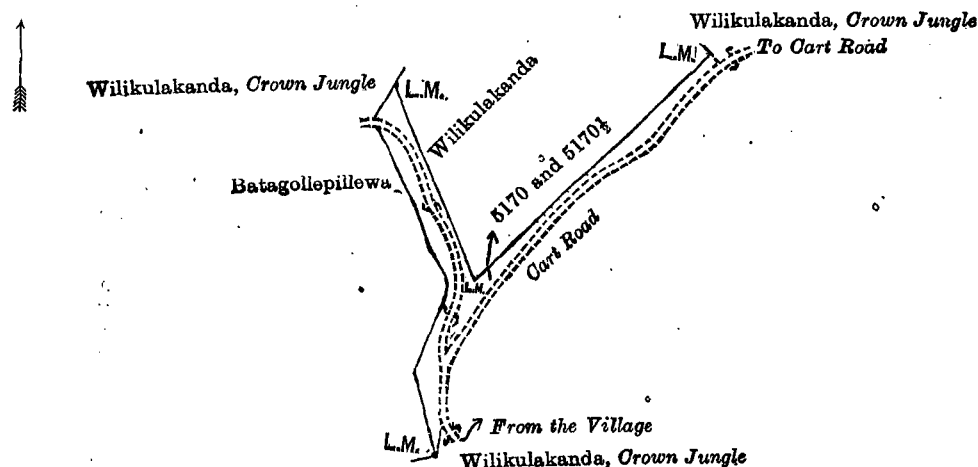 Wilikulakanda, Crown Jungle
L.M.
To Cart Road
Wilikulakanda, Crown Jungle
L.M.
Wilikulakanda
5170 and 5170½
Batagollepillewa
Cart Road
L.M.
From the Village
L.M.
Wilikulakanda, Crown Jungle